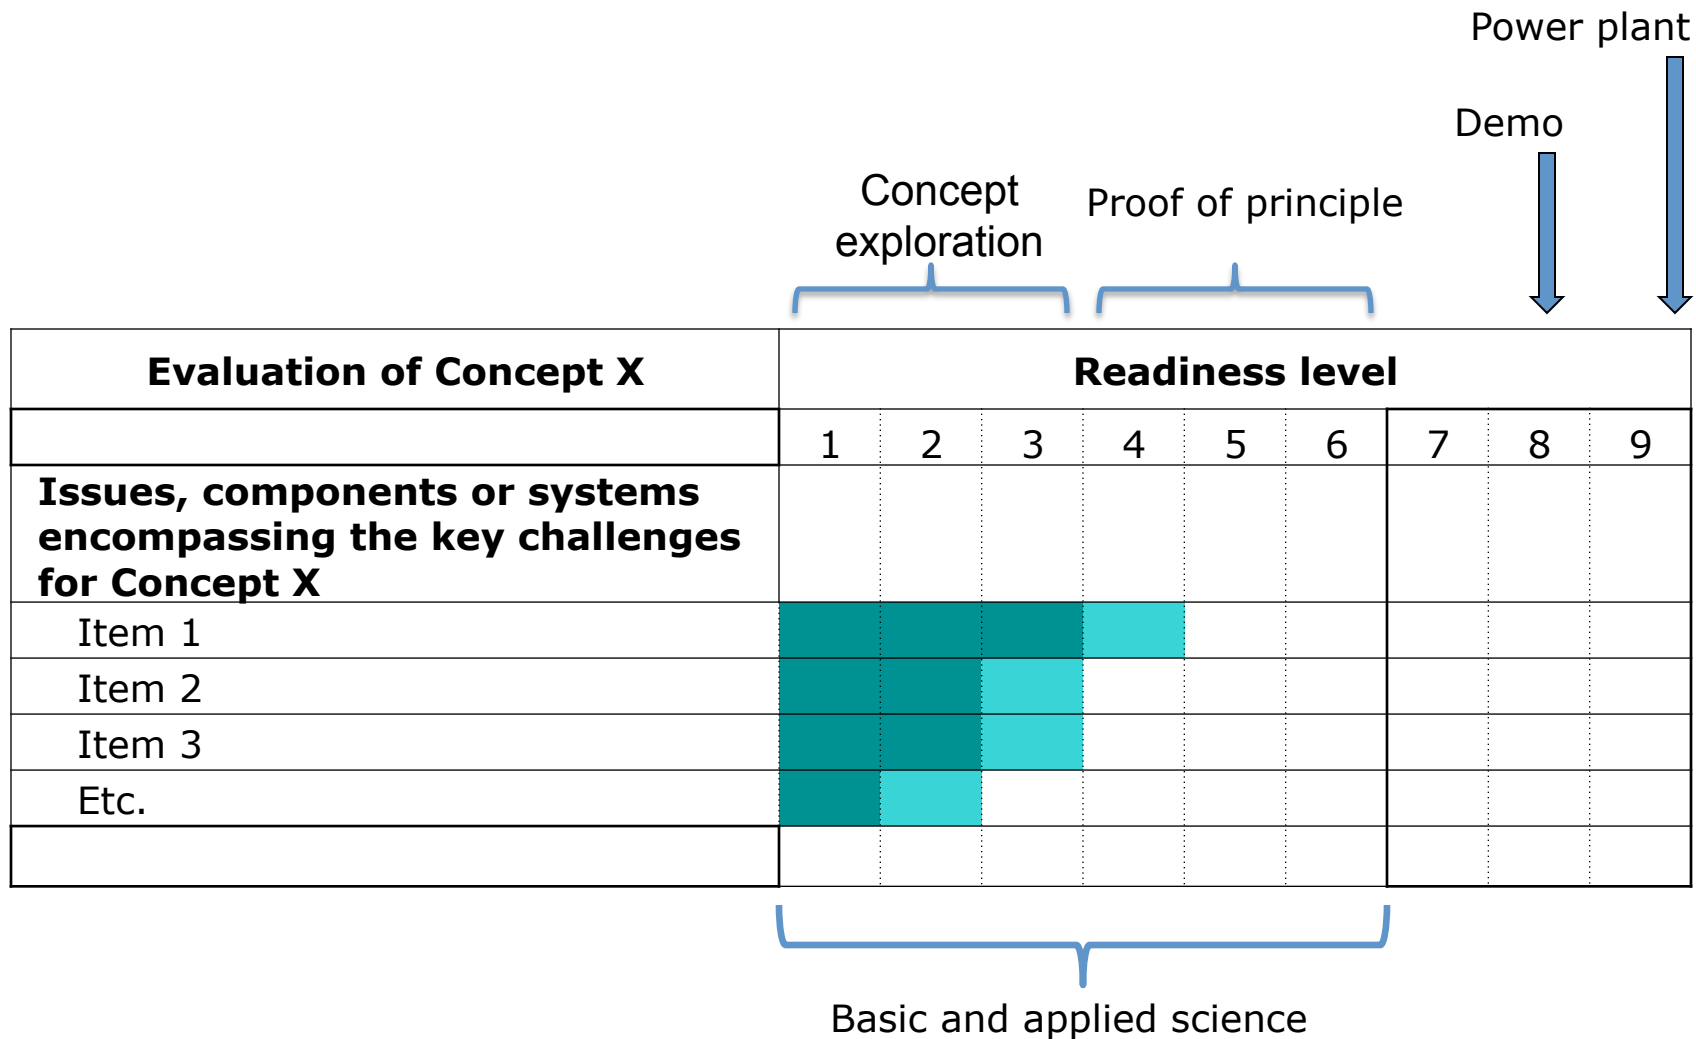 Power plant
Demo
Concept
exploration
Proof of principle
Evaluation of Concept X
Readiness level
1 2 3 4 5 6 7 8 9
Issues, components or systems
encompassing the key challenges
for Concept X
Item 1
Item 2
Item 3
Etc.
Basic and applied science